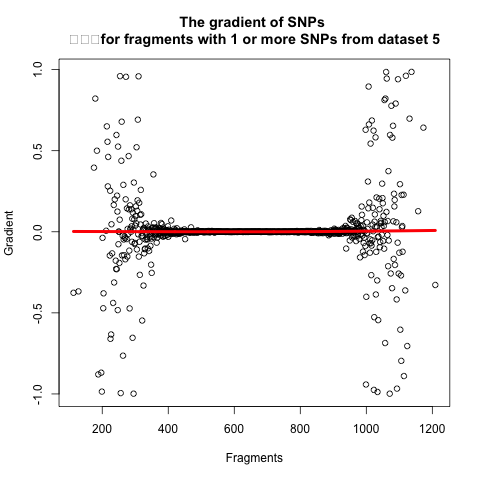 The gradient of SNPs
for fragments with 1 or more SNPs from dataset 5
1.0
0.5
0.0
-0.5
-1.0
Gradient
200 400 600 800 1000 1200
Fragments